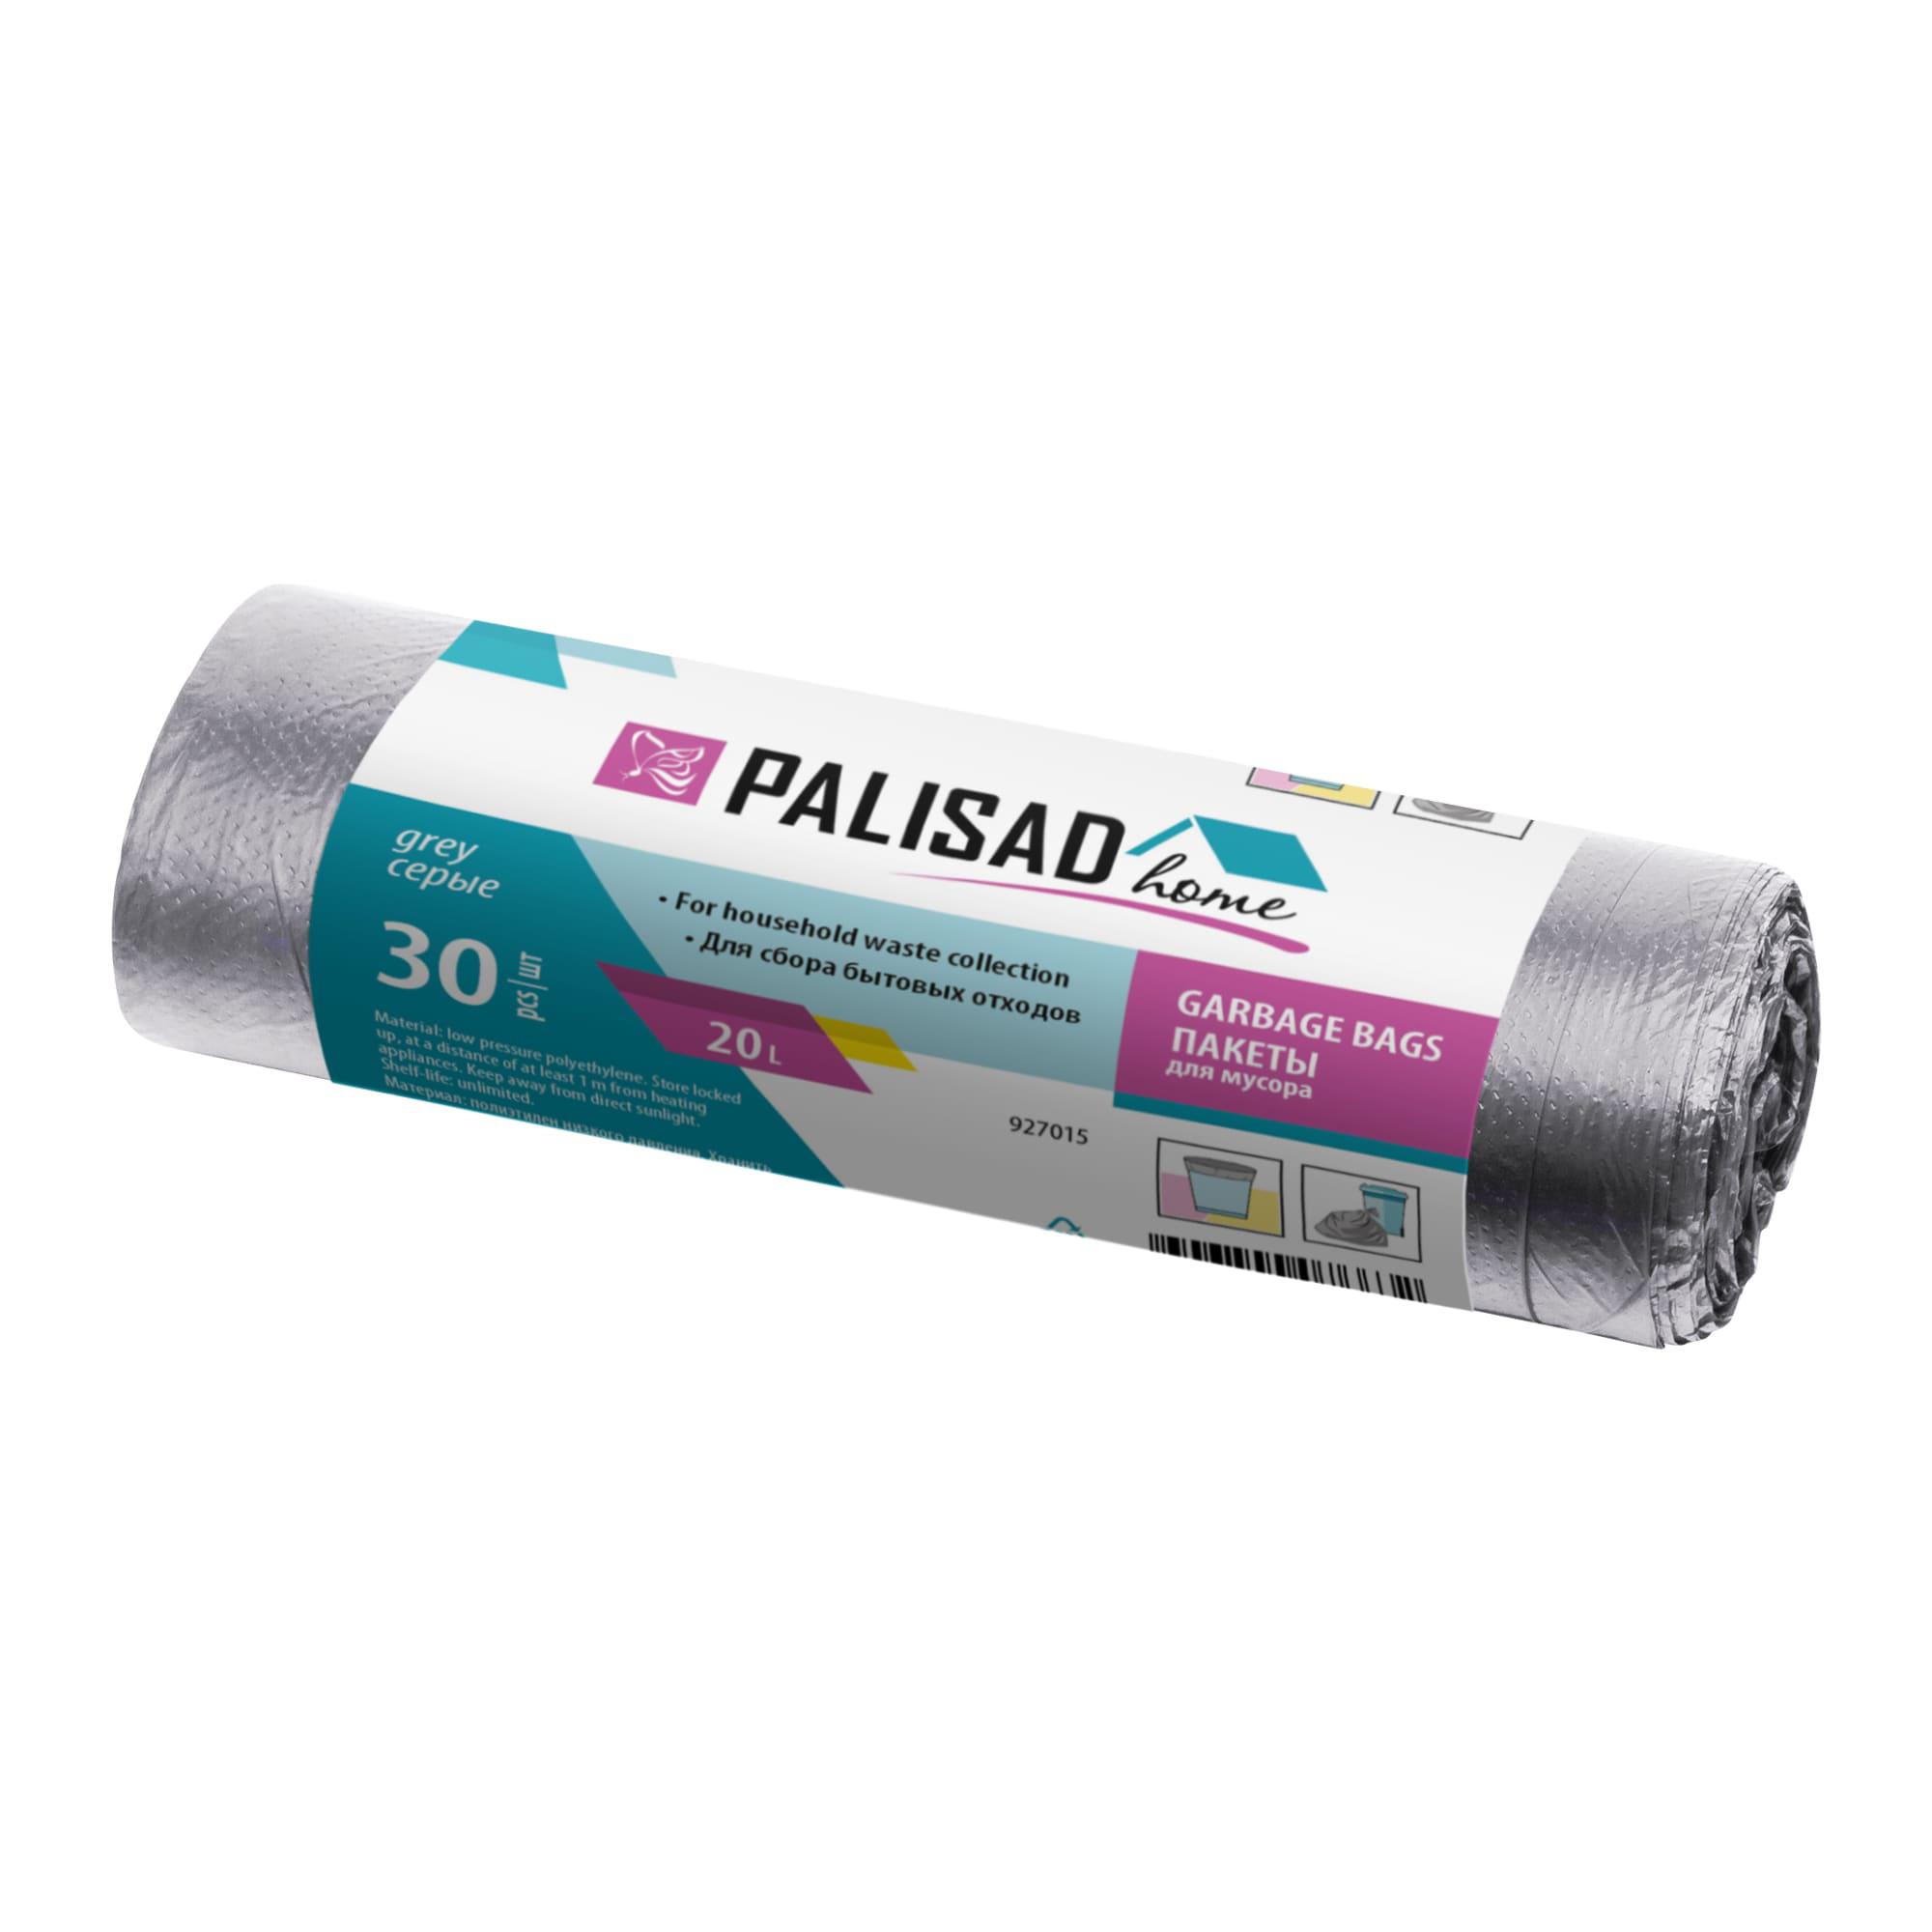 PALISAD
home
grey
серые
30
pcs|шт
• For household waste collection
• Для сбора бытовых отходов
20 L
GARBAGE BAGS
ПАКЕТЫ
для мусора
Material: low pressure polyethylene. Store locked
up, at a distance of at least 1 m from heating
appliances. Keep away from direct sunlight.
Shelf-life: unlimited.
Материал: полиэтилен низкого давления. Хранить
927015